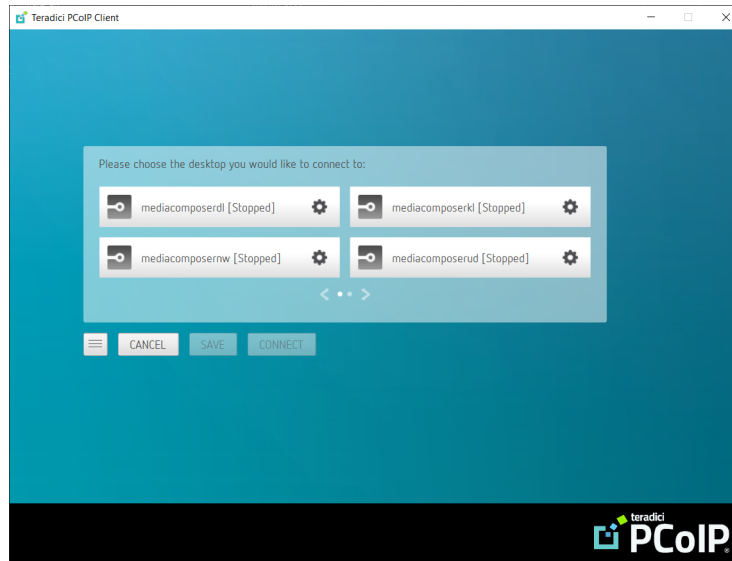 Teradici PCoIP Client
Please choose the desktop you would like to connect to:
mediacomposerdl [Stopped]
mediacomposerkl [Stopped]
mediacomposernw [Stopped]
mediacomposerud [Stopped]
CANCEL
SAVE
CONNECT
teradici
PCoIP®